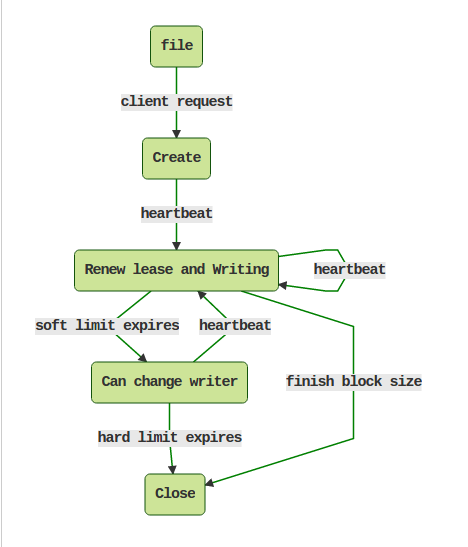 file
client request
Create
heartbeat
Renew lease and Writing
heartbeat
soft limit expires
heartbeat
Can change writer
finish block size
hard limit expires
Close